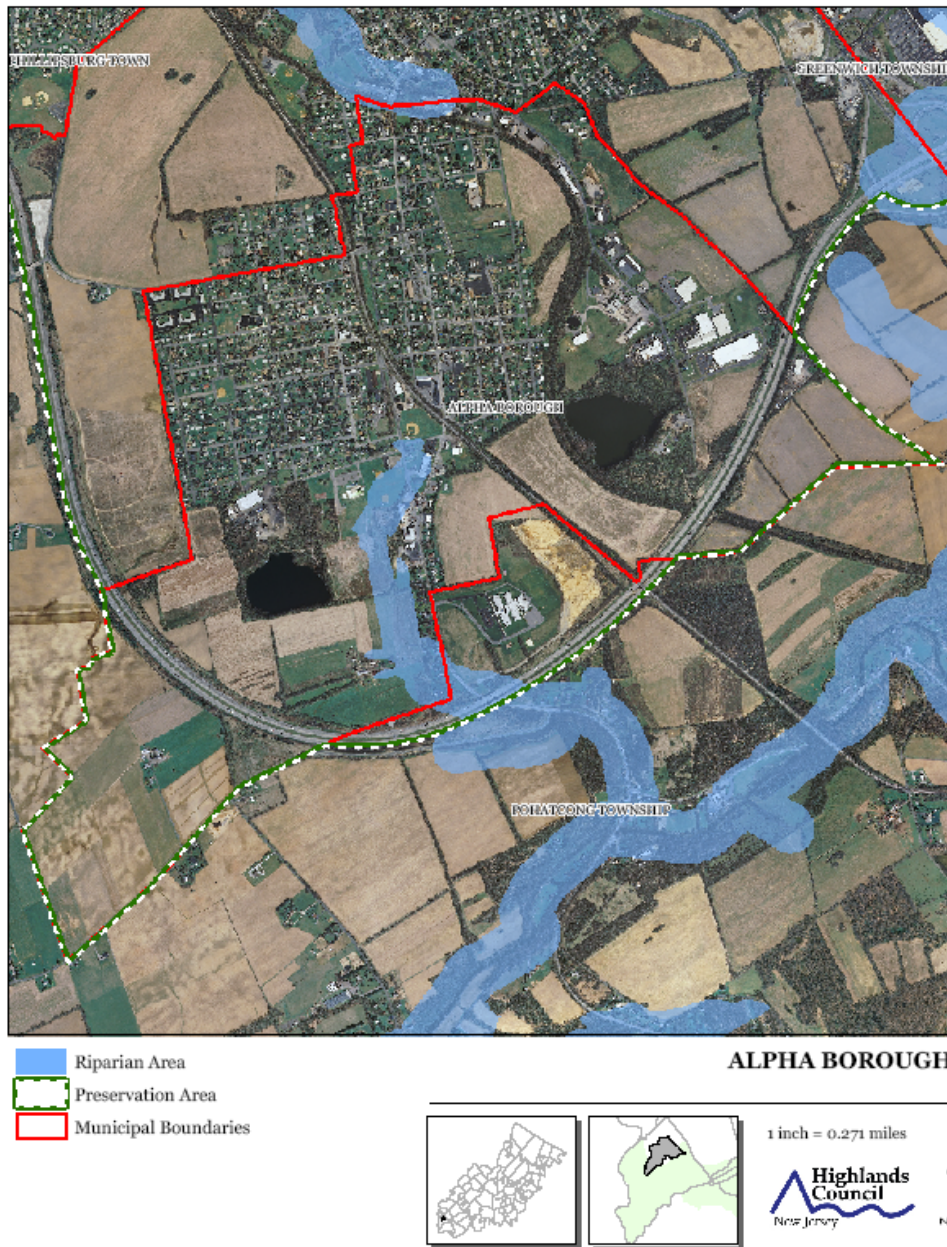 PHILLIPSBURG TOWN
GREENWICH TOWNSHIP
ALPHA BOROUGH
POHATCONG TOWNSHIP
Riparian Area
Preservation Area
Municipal Boundaries
ALPHA BOROUGH
1 inch = 0.271 miles
Highlands
Council
New Jersey